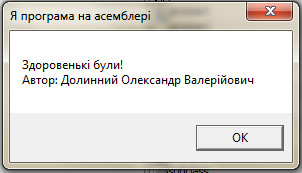 Я програма на асемблері
Здоровенькі були!
Автор: Долинний Олександр Валерійович
OK